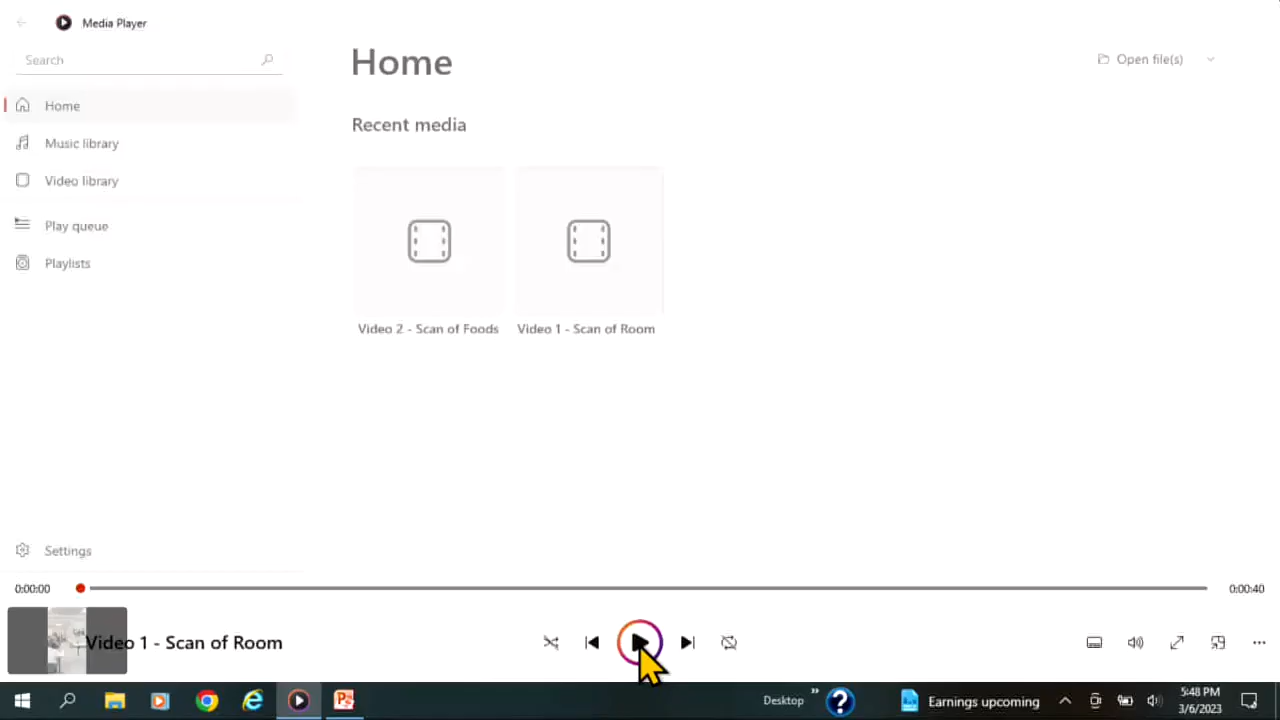 Media Player
Search
Home
Music library
Video library
Play queue
Playlists
Settings
Home
Open file(s)
Recent media
Video 2 - Scan of Foods
Video 1 - Scan of Room
0:00:00
0:00:40
Video 1 - Scan of Room
Desktop
Earnings upcoming
5:48 PM
3/6/2023